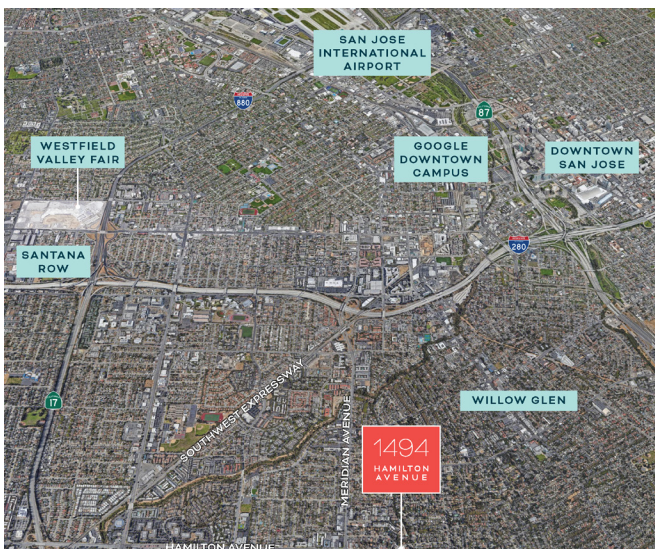 SAN JOSE
INTERNATIONAL
AIRPORT
880
87
WESTFIELD
VALLEY FAIR
GOOGLE
DOWNTOWN
CAMPUS
DOWNTOWN
SAN JOSE
SANTANA
ROW
280
17
SOUTHWEST EXPRESSWAY
MERIDIAN AVENUE
WILLOW GLEN
1494
HAMILTON
AVENUE
HAMILTON AVENUE